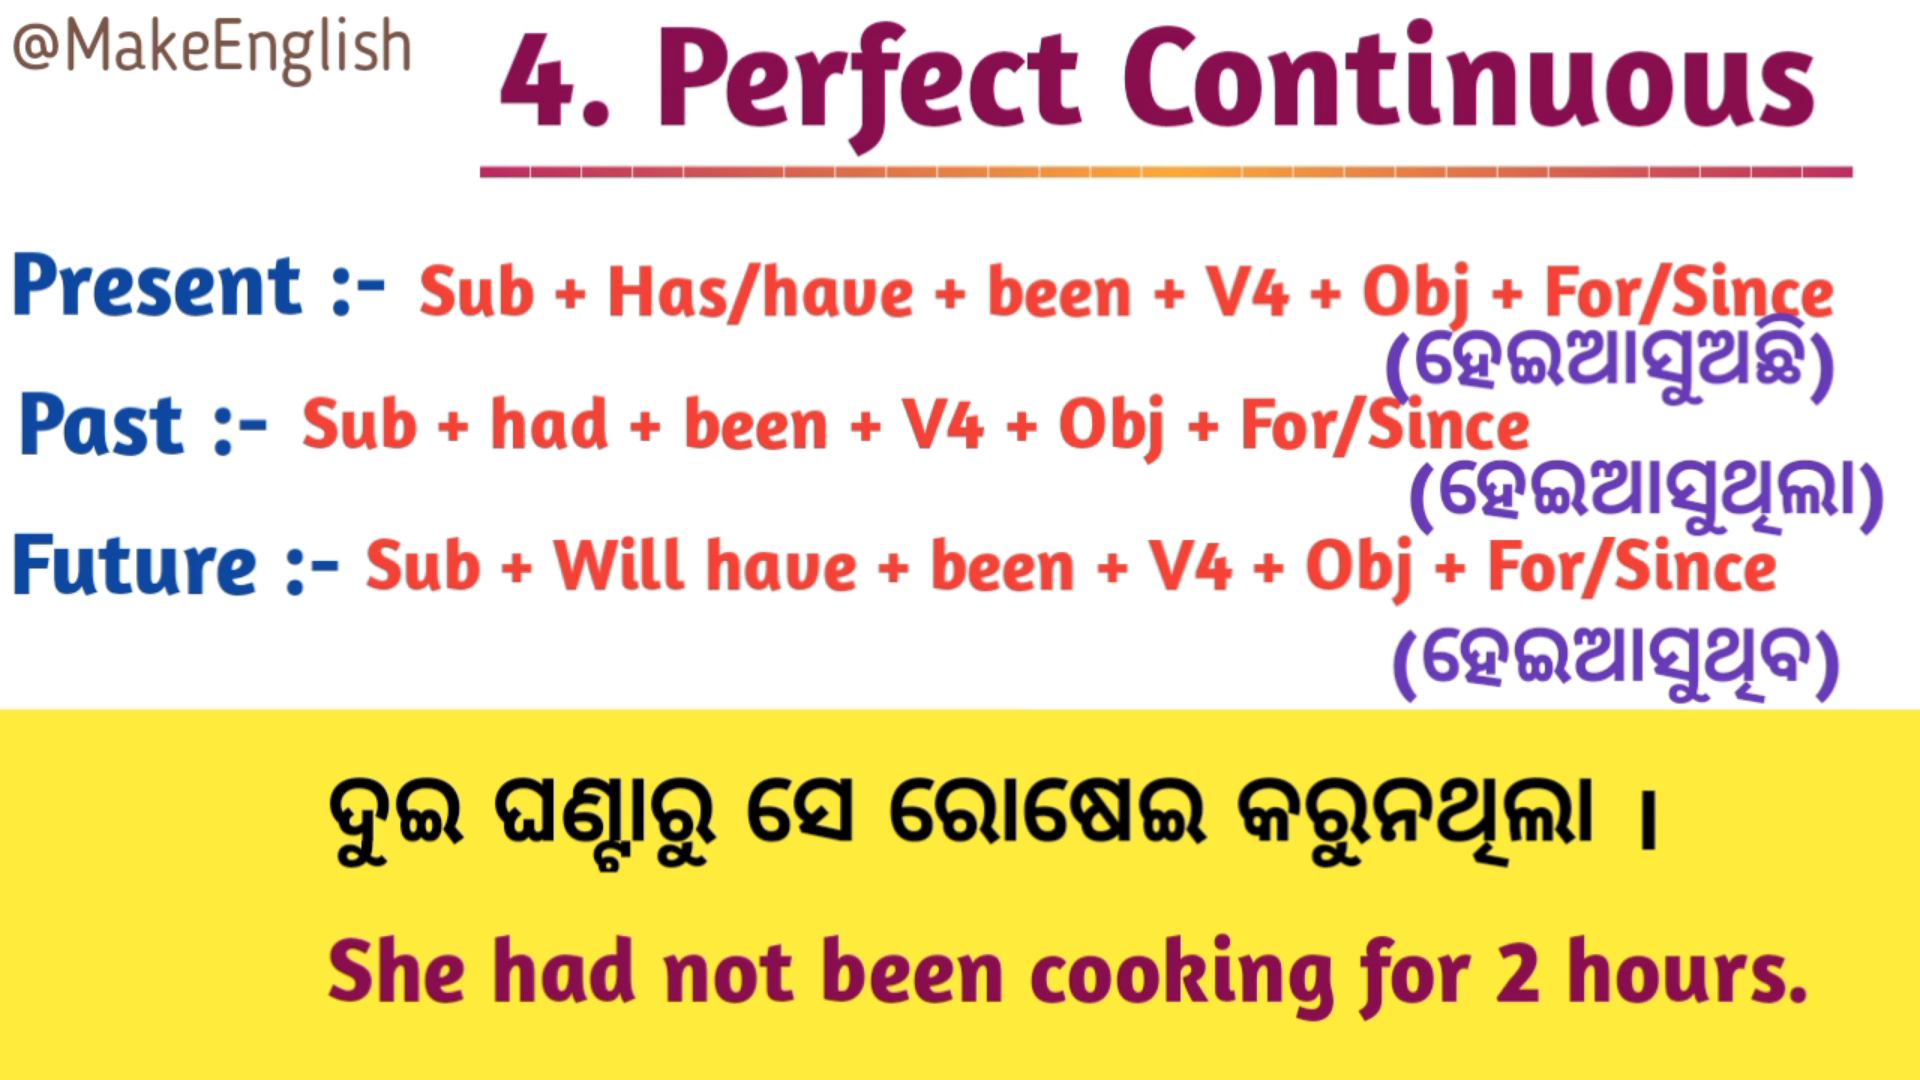 @MakeEnglish
4. Perfect Continuous
Present :- Sub + Has/have + been + V4 + Obj + For/Since
(ହେଇଆସୁଅଛି)
Past :- Sub + had + been + V4 + Obj + For/Since
(ହେଇଆସୁଥିଲା)
Future :- Sub + Will have + been + V4 + Obj + For/Since
(ହେଇଆସୁଥିବ)
ଦୁଇ ଘଣ୍ଟାରୁ ସେ ରୋଷେଇ କରୁନଥିଲା ।
She had not been cooking for 2 hours.